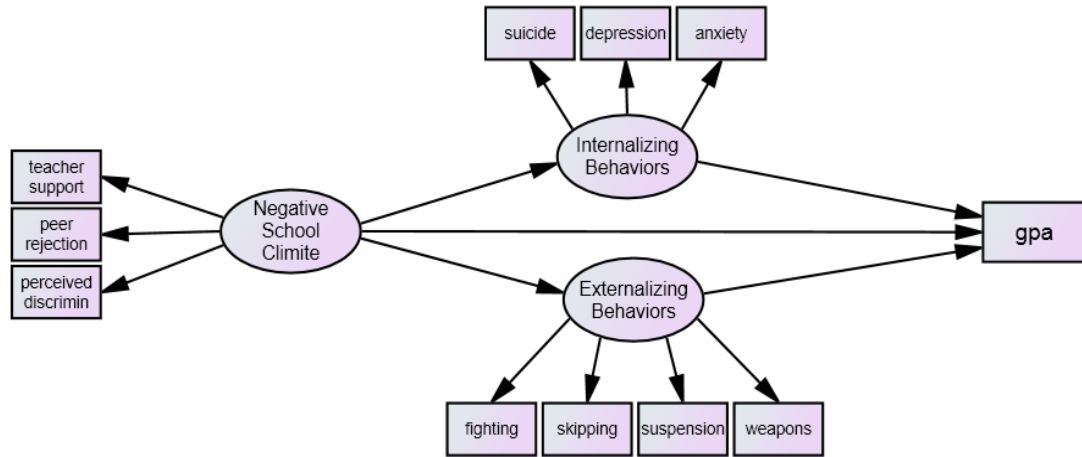 suicide
depression
anxiety
Internalizing
Behaviors
teacher
support
peer
rejection
perceived
discrimin
Negative
School
Climite
gpa
Externalizing
Behaviors
fighting
skipping
suspension
weapons